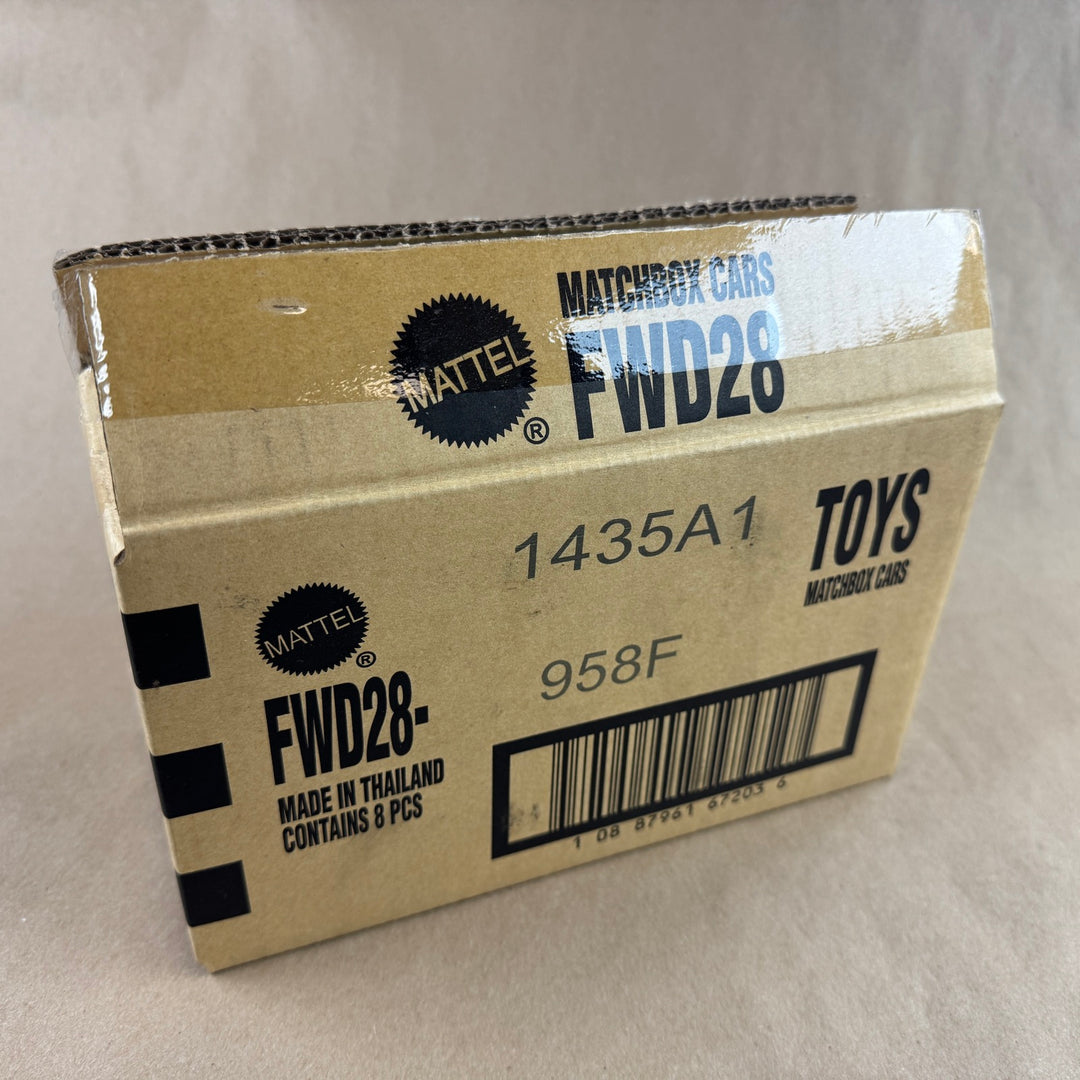 MATCHBOX CARS
MATTEL
®
FWD28
1435A1
TOYS
MATCHBOX CARS
MATTEL
®
958F
FWD28-
MADE IN THAILAND
CONTAINS 8 PCS
1 08 87961 67203 6